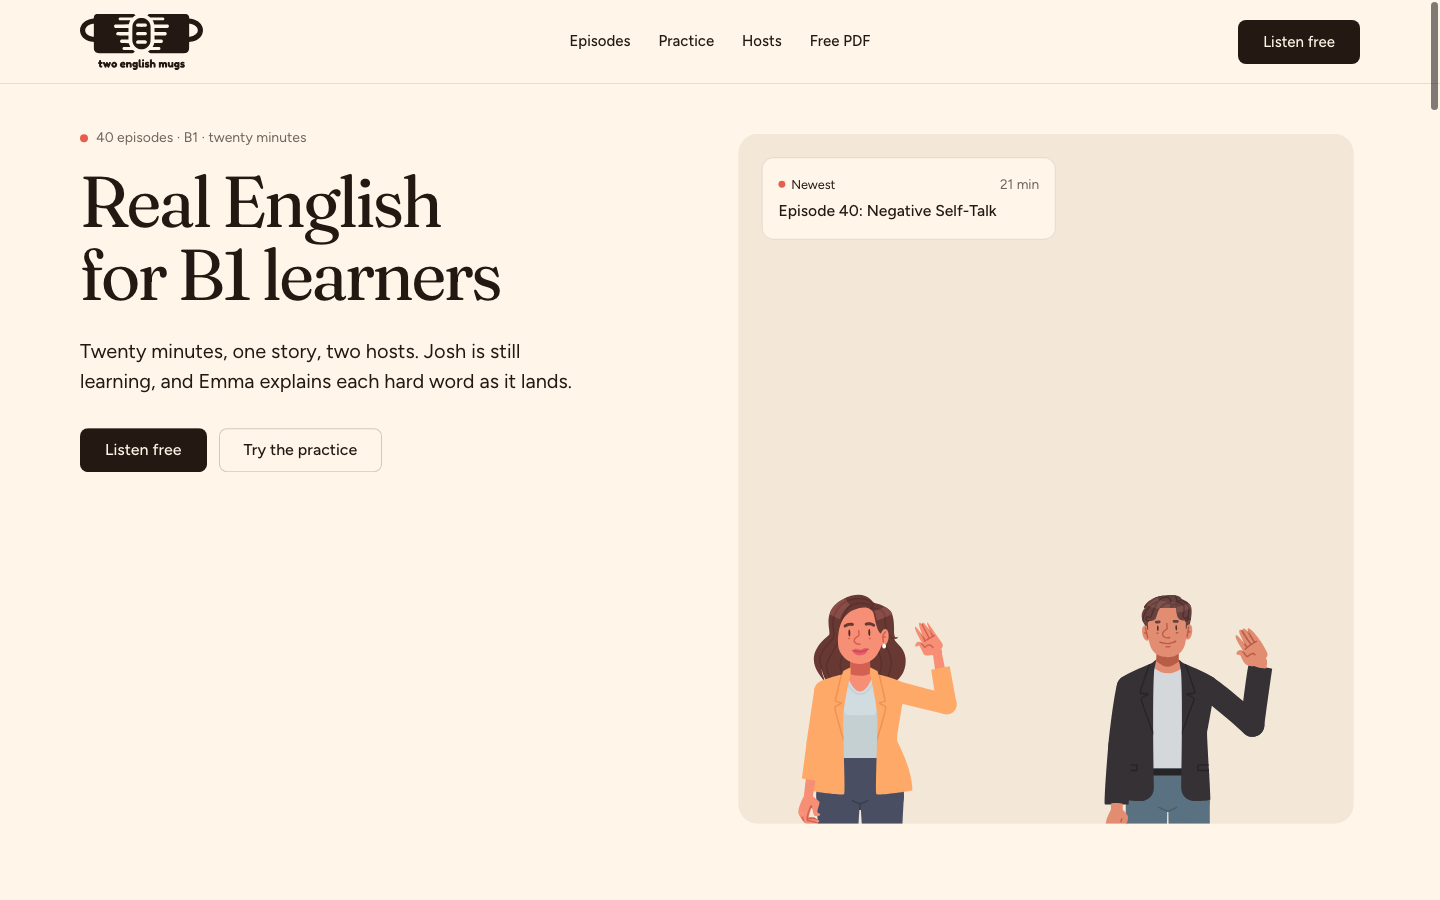 two english mugs
Episodes
Practice
Hosts
Free PDF
Listen free
40 episodes · B1 · twenty minutes
Real English
for B1 learners
Twenty minutes, one story, two hosts. Josh is still
learning, and Emma explains each hard word as it lands.
Listen free
Try the practice
Newest
21 min
Episode 40: Negative Self-Talk